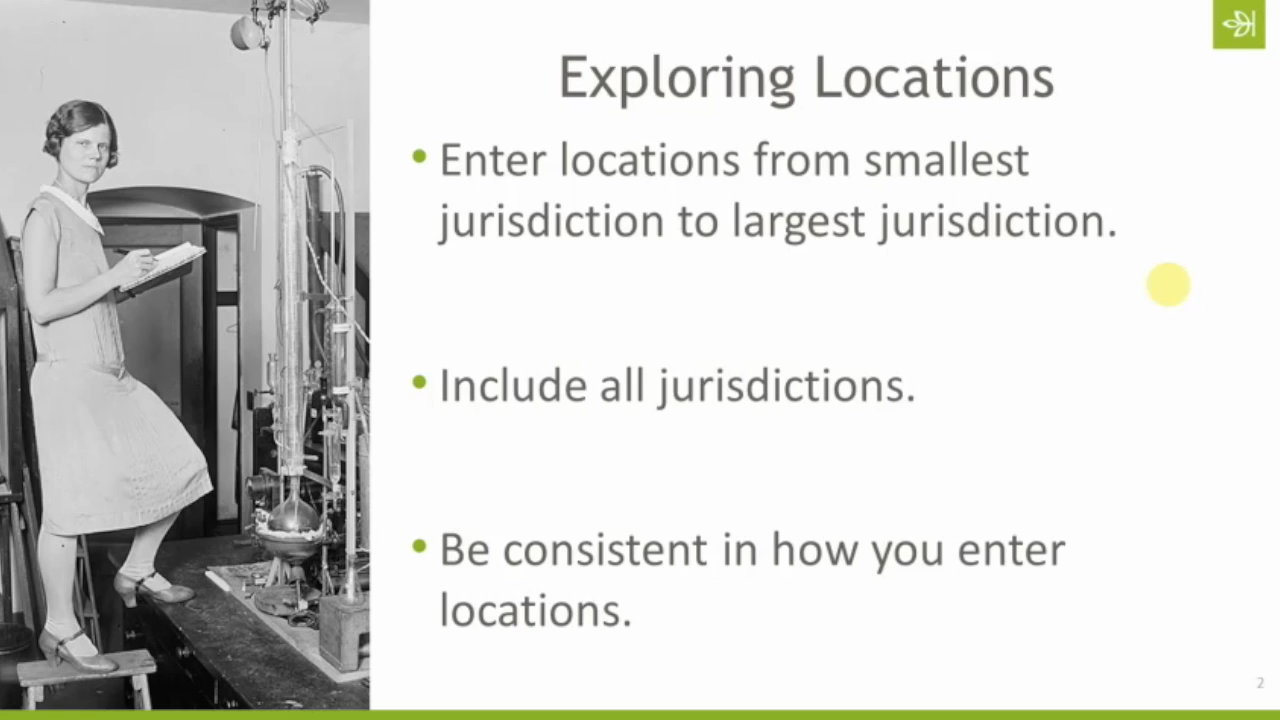 Exploring Locations
• Enter locations from smallest
jurisdiction to largest jurisdiction.
• Include all jurisdictions.
• Be consistent in how you enter
locations.
2